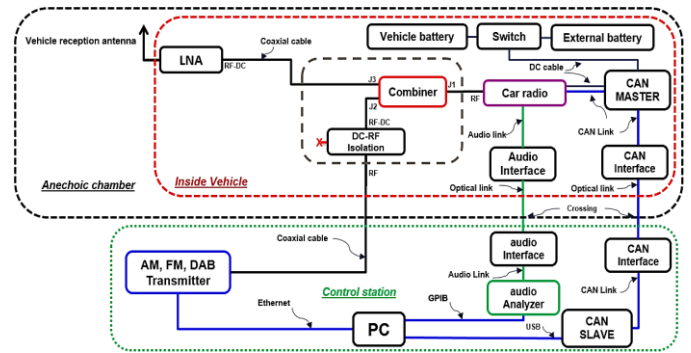 Vehicle reception antenna
Coaxial cable
Vehicle battery
Switch
External battery
LNA
RF-DC
DC cable
J3
Combiner
J1
RF
Car radio
CAN
MASTER
J2
RF-DC
Audio link
CAN Link
X
DC-RF
Isolation
RF
Audio
Interface
CAN
Interface
Anechoic chamber
Inside Vehicle
Optical link
Optical link
Crossing
Coaxial cable
audio
Interface
CAN
Interface
AM, FM, DAB
Transmitter
Audio Link
CAN Link
Control station
audio
Analyzer
Ethernet
GPIB
PC
USB
CAN
SLAVE